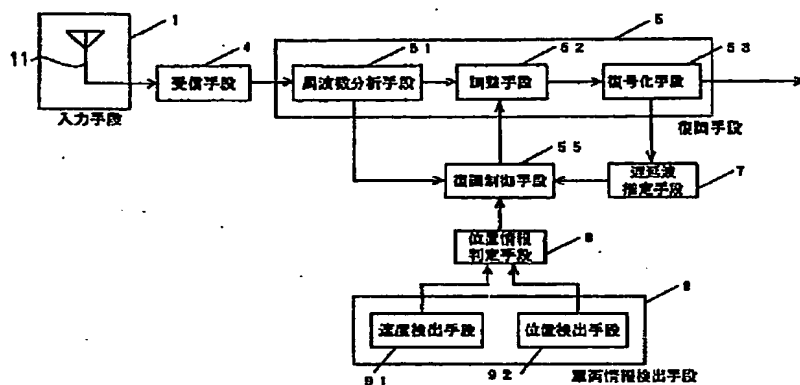 1
11
入力手段
4
受信手段
5
51
周波数分析手段
52
調整手段
53
復号化手段
復調手段
55
復調制御手段
遅延波
推定手段
7
位置情報
判定手段
8
9
速度検出手段
91
位置検出手段
92
車両情報検出手段